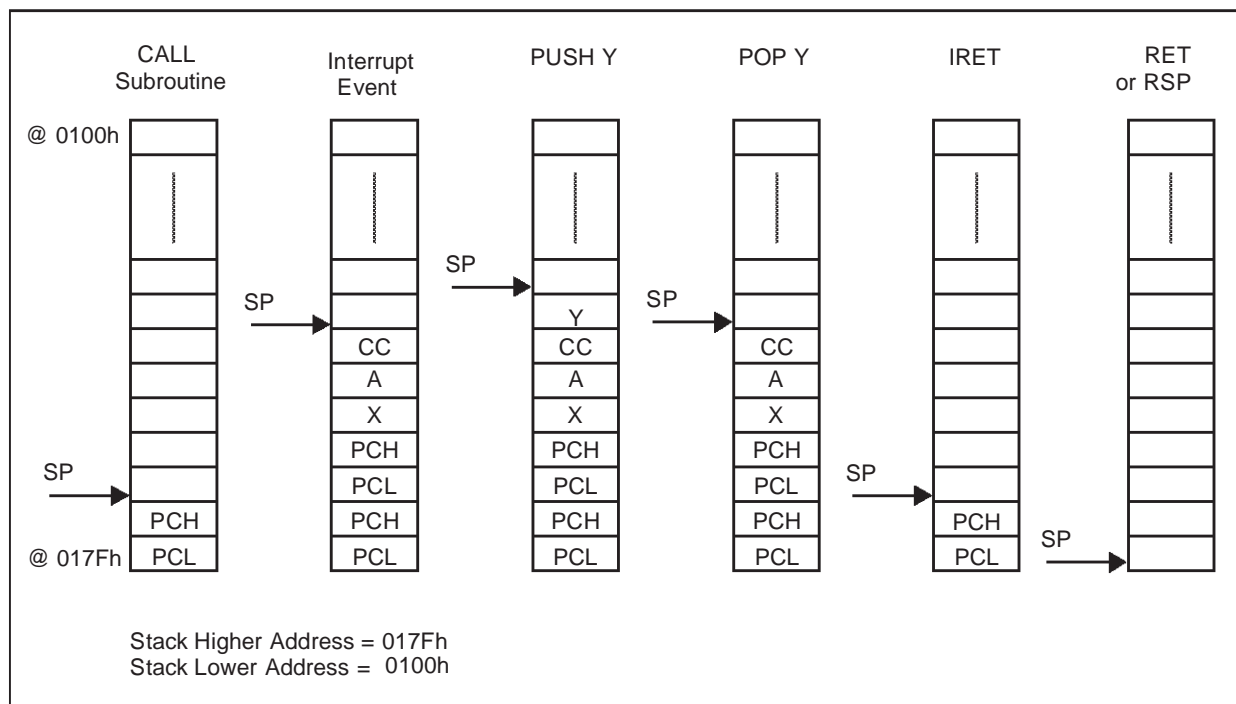 CALL
Subroutine
Interrupt
Event
PUSH Y
POP Y
IRET
RET
or RSP
@ 0100h
SP
PCH
@ 017Fh
PCL
SP
CC
A
X
PCH
PCL
PCH
PCL
SP
Y
CC
A
X
PCH
PCL
PCH
PCL
SP
CC
A
X
PCH
PCL
PCH
PCL
SP
PCH
PCL
SP
Stack Higher Address = 017Fh
Stack Lower Address = 0100h